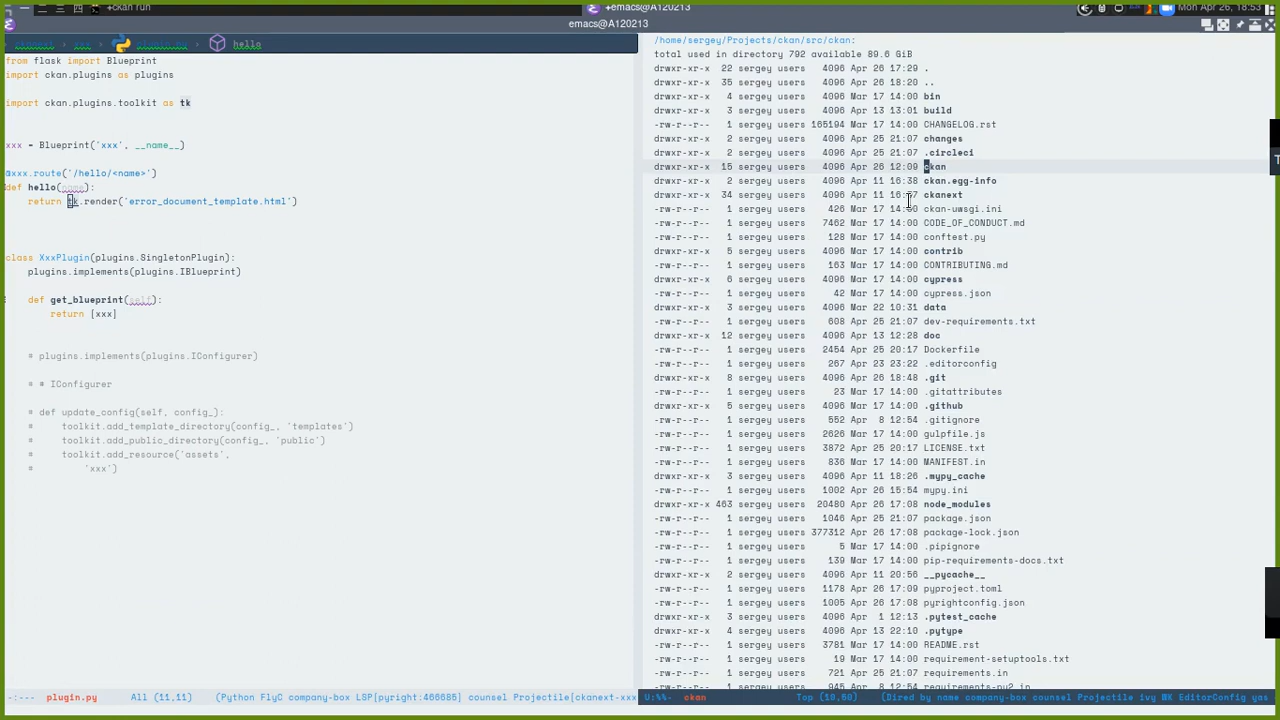 +ckan run
+emacs@A120213
Mon Apr 26, 18:53
emacs@A120213
plugin.py
hello
from flask import Blueprint
import ckan.plugins as plugins
import ckan.plugins.toolkit as tk
xxx = Blueprint('xxx', __name__)
@xxx.route('/hello/<name>')
def hello(name):
return tk.render('error_document_template.html')
class XxxPlugin(plugins.SingletonPlugin):
plugins.implements(plugins.IBlueprint)
def get_blueprint(self):
return [xxx]
# plugins.implements(plugins.IConfigurer)
# # IConfigurer
# def update_config(self, config_):
#     toolkit.add_template_directory(config_, 'templates')
#     toolkit.add_public_directory(config_, 'public')
#     toolkit.add_resource('assets',
#         'xxx')
-:---  plugin.py  All (11,11)  (Python FlyC company-box LSP[pyright:466685] counsel Projectile[ckanext-xxx
/home/sergey/Projects/ckan/src/ckan:
total used in directory 792 available 89.6 GiB
drwxr-xr-x 22 sergey users 4096 Apr 26 17:29 .
drwxr-xr-x 35 sergey users 4096 Apr 26 18:20 ..
drwxr-xr-x 4 sergey users 4096 Mar 17 14:00 bin
drwxr-xr-x 3 sergey users 4096 Apr 13 13:01 build
-rw-r--r-- 1 sergey users 165194 Mar 17 14:00 CHANGELOG.rst
drwxr-xr-x 2 sergey users 4096 Apr 25 21:07 changes
drwxr-xr-x 2 sergey users 4096 Apr 25 21:07 .circleci
drwxr-xr-x 15 sergey users 4096 Apr 26 12:09 ckan
drwxr-xr-x 2 sergey users 4096 Apr 11 16:38 ckan.egg-info
drwxr-xr-x 34 sergey users 4096 Apr 11 16:37 ckanext
-rw-r--r-- 1 sergey users 426 Mar 17 14:00 ckan-uwsgi.ini
-rw-r--r-- 1 sergey users 7462 Mar 17 14:00 CODE_OF_CONDUCT.md
-rw-r--r-- 1 sergey users 128 Mar 17 14:00 conftest.py
drwxr-xr-x 5 sergey users 4096 Mar 17 14:00 contrib
-rw-r--r-- 1 sergey users 163 Mar 17 14:00 CONTRIBUTING.md
drwxr-xr-x 6 sergey users 4096 Mar 17 14:00 cypress
-rw-r--r-- 1 sergey users 42 Mar 17 14:00 cypress.json
drwxr-xr-x 3 sergey users 4096 Mar 22 10:31 data
-rw-r--r-- 1 sergey users 608 Apr 25 21:07 dev-requirements.txt
drwxr-xr-x 12 sergey users 4096 Apr 13 12:28 doc
-rw-r--r-- 1 sergey users 2454 Apr 25 20:17 Dockerfile
-rw-r--r-- 1 sergey users 267 Apr 23 23:22 .editorconfig
drwxr-xr-x 8 sergey users 4096 Apr 26 18:48 .git
-rw-r--r-- 1 sergey users 23 Mar 17 14:00 .gitattributes
drwxr-xr-x 5 sergey users 4096 Mar 17 14:00 .github
-rw-r--r-- 1 sergey users 552 Apr 8 12:54 .gitignore
-rw-r--r-- 1 sergey users 2626 Mar 17 14:00 gulpfile.js
-rw-r--r-- 1 sergey users 3872 Apr 25 20:17 LICENSE.txt
-rw-r--r-- 1 sergey users 836 Mar 17 14:00 MANIFEST.in
drwxr-xr-x 4 sergey users 4096 Apr 11 18:26 .mypy_cache
-rw-r--r-- 1 sergey users 1002 Apr 26 15:54 mypy.ini
drwxr-xr-x 463 sergey users 20480 Apr 26 17:08 node_modules
-rw-r--r-- 1 sergey users 1046 Apr 25 21:07 package.json
-rw-r--r-- 1 sergey users 377312 Apr 26 17:08 package-lock.json
-rw-r--r-- 1 sergey users 5 Mar 17 14:00 .pipignore
-rw-r--r-- 1 sergey users 139 Mar 17 14:00 pip-requirements-docs.txt
drwxr-xr-x 2 sergey users 4096 Apr 11 20:56 __pycache__
-rw-r--r-- 1 sergey users 1178 Apr 26 17:09 pyproject.toml
-rw-r--r-- 1 sergey users 1005 Apr 26 17:08 pyrightconfig.json
drwxr-xr-x 3 sergey users 4096 Apr 1 12:13 .pytest_cache
drwxr-xr-x 4 sergey users 4096 Apr 13 22:10 .pytype
-rw-r--r-- 1 sergey users 3781 Mar 17 14:00 README.rst
-rw-r--r-- 1 sergey users 19 Mar 17 14:00 requirement-setuptools.txt
-rw-r--r-- 1 sergey users 721 Apr 25 21:07 requirements.in
-rw-r--r-- 1 sergey users 945 Apr 8 12:54 requirements-py2.in
U:%%-  ckan  Top (10,60)  (Dired by name company-box counsel Projectile ivy WK EditorConfig yas